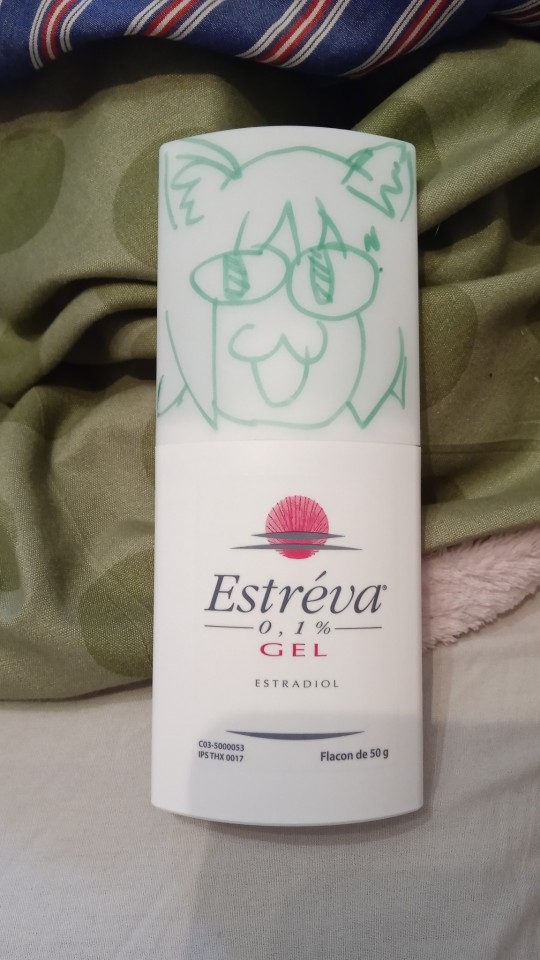 Estréva®
0,1%
GEL
ESTRADIOL
C03-5000053
IPS THX 0017
Flacon de 50 g